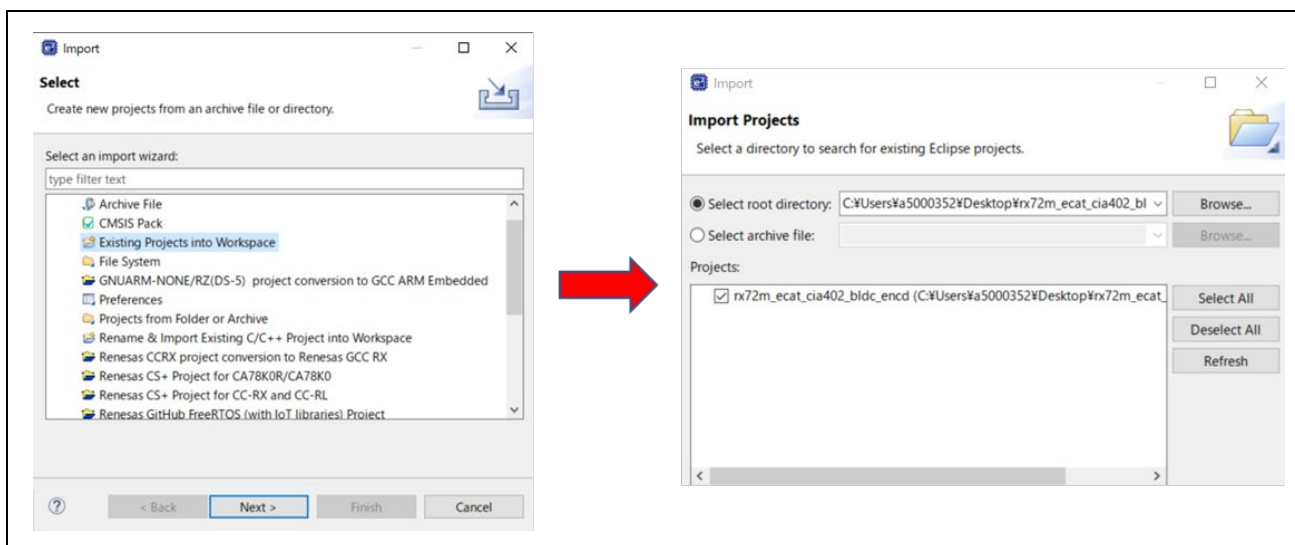 Import
Select
Create new projects from an archive file or directory.
Select an import wizard:
type filter text
Archive File
CMSIS Pack
Existing Projects into Workspace
File System
GNUARM-NONE/RZ(DS-5) project conversion to GCC ARM Embedded
Preferences
Projects from Folder or Archive
Rename & Import Existing C/C++ Project into Workspace
Renesas CCRX project conversion to Renesas GCC RX
Renesas CS+ Project for CA78K0R/CA78K0
Renesas CS+ Project for CC-RX and CC-RL
Renesas GitHub FreeRTOS (with IoT libraries) Project
< Back Next > Finish Cancel
Import
Import Projects
Select a directory to search for existing Eclipse projects.
Select root directory: C:¥Users¥a5000352¥Desktop¥rx72m_ecat_cia402_bl Browse...
Select archive file: Browse...
Projects:
rx72m_ecat_cia402_bldc_encd (C:¥Users¥a5000352¥Desktop¥rx72m_ecat_ Select All
Deselect All
Refresh